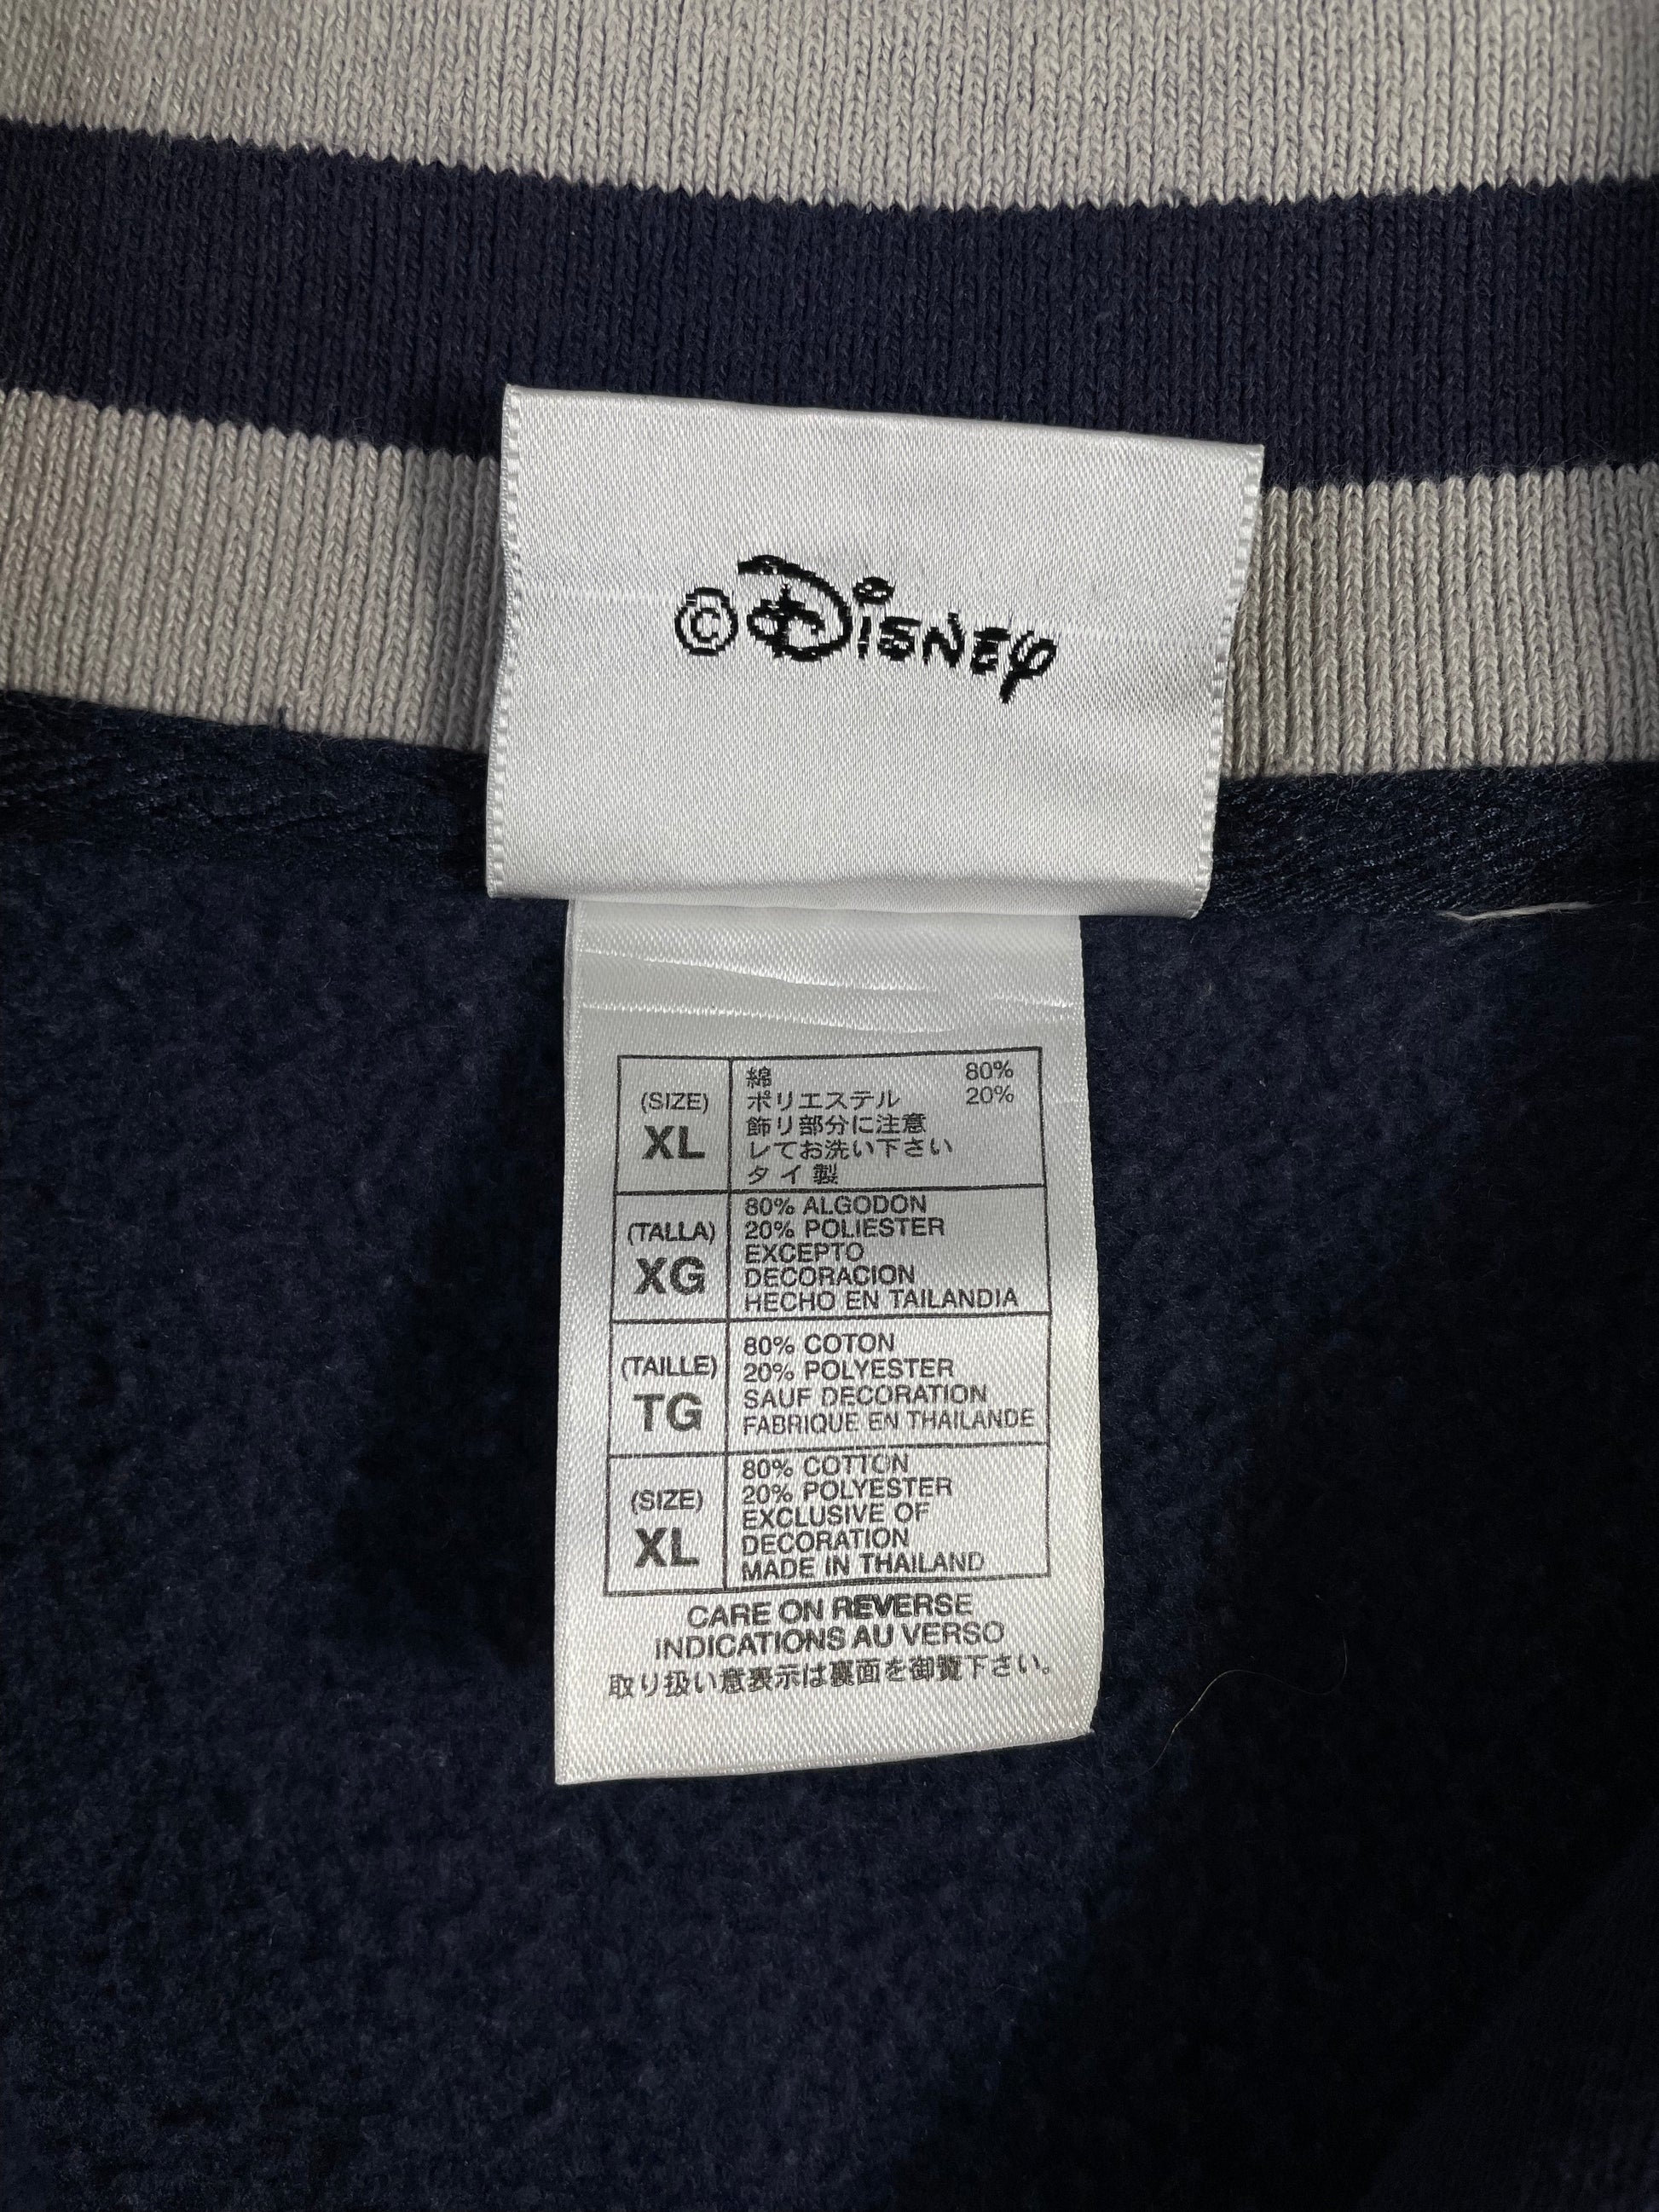 © Disney
(SIZE)
XL
綿 80%
ポリエステル 20%
飾り部分に注意
してお洗い下さい
タイ製
(TALLA)
XG
80% ALGODON
20% POLIESTER
EXCEPTO
DECORACION
HECHO EN TAILANDIA
(TAILLE)
TG
80% COTON
20% POLYESTER
SAUF DECORATION
FABRIQUE EN THAILANDE
(SIZE)
XL
80% COTTON
20% POLYESTER
EXCLUSIVE OF
DECORATION
MADE IN THAILAND
CARE ON REVERSE
INDICATIONS AU VERSO
取り扱い意表示は裏面を御覽下さい。